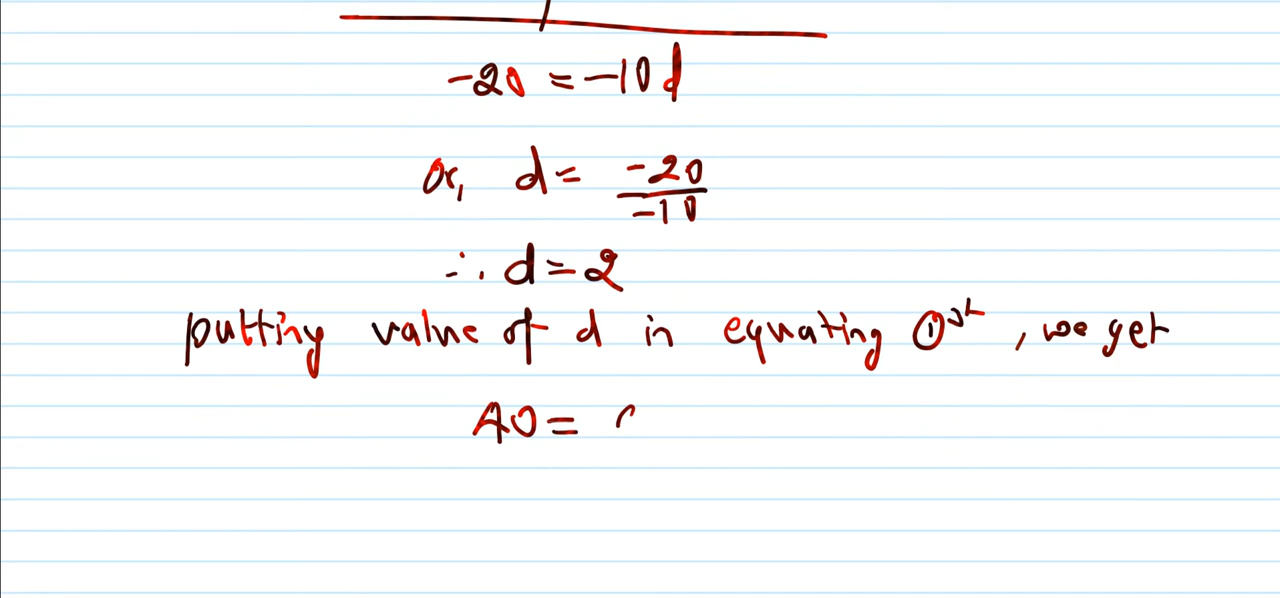 -20 = -10d
Or, d = -20/-10
∴ d = 2
putting value of d in equating ①st, we get
40 =